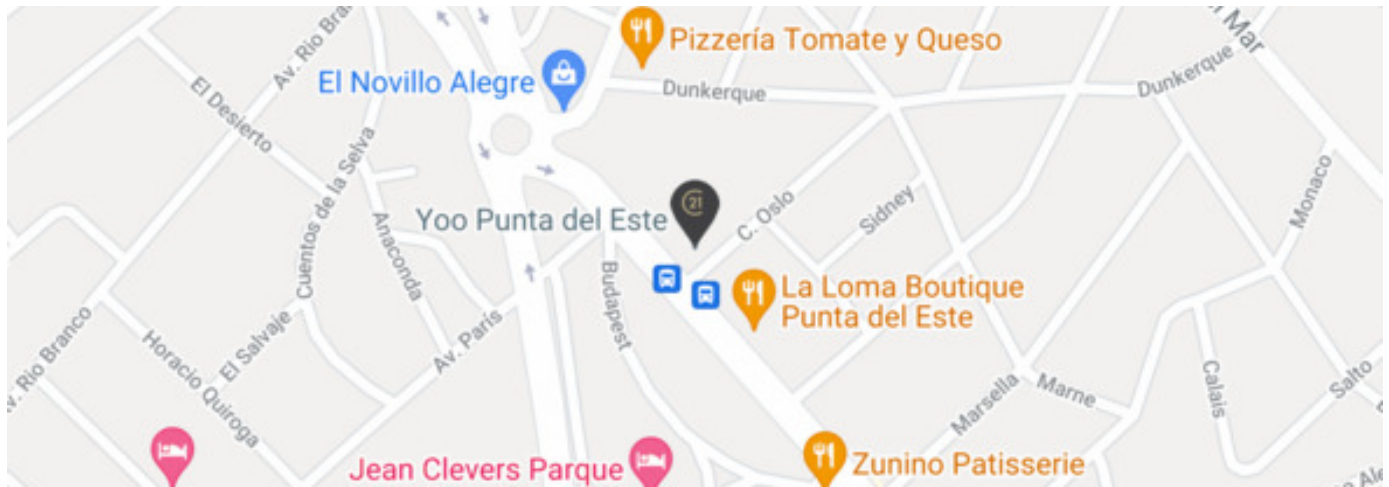 Pizzería Tomate y Queso
El Mar
Av. Rio Bran
El Novillo Alegre
Dunkerque
Dunkerque
El Desierto
Cuentos de la Selva
Anaconda
Yoo Punta del Este
21
C. Oslo
Sidney
Monaco
La Loma Boutique
Punta del Este
Budapest
Av. París
Av. Rio Branco
Horacio Quiroga
El Salvaje
Marsella
Marne
Calais
Salto
Jean Clevers Parque
Zunino Patisserie